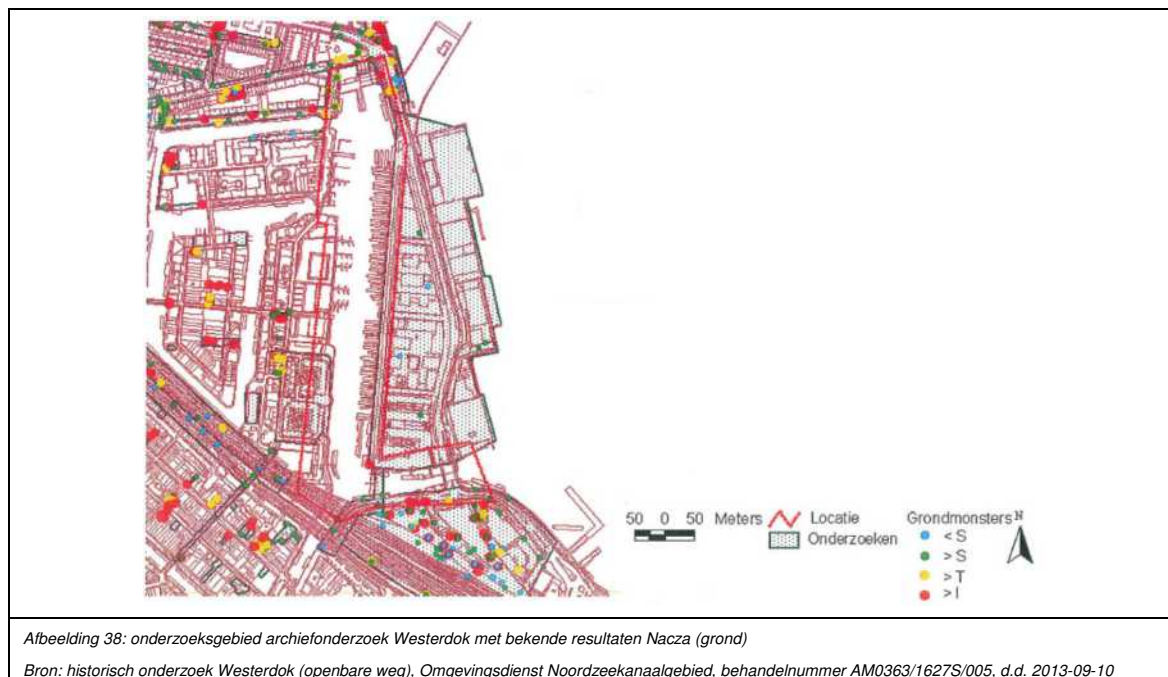 50 0 50 Meters Locatie Grondmonsters N
Onderzoeken < S
> S
> T
> I
Afbeelding 38: onderzoeksgebied archiefonderzoek Westerdok met bekende resultaten Nacza (grond)
Bron: historisch onderzoek Westerdok (openbare weg), Omgevingsdienst Noordzeekanaalgebied, behandelnummer AM0363/1627S/005, d.d. 2013-09-10